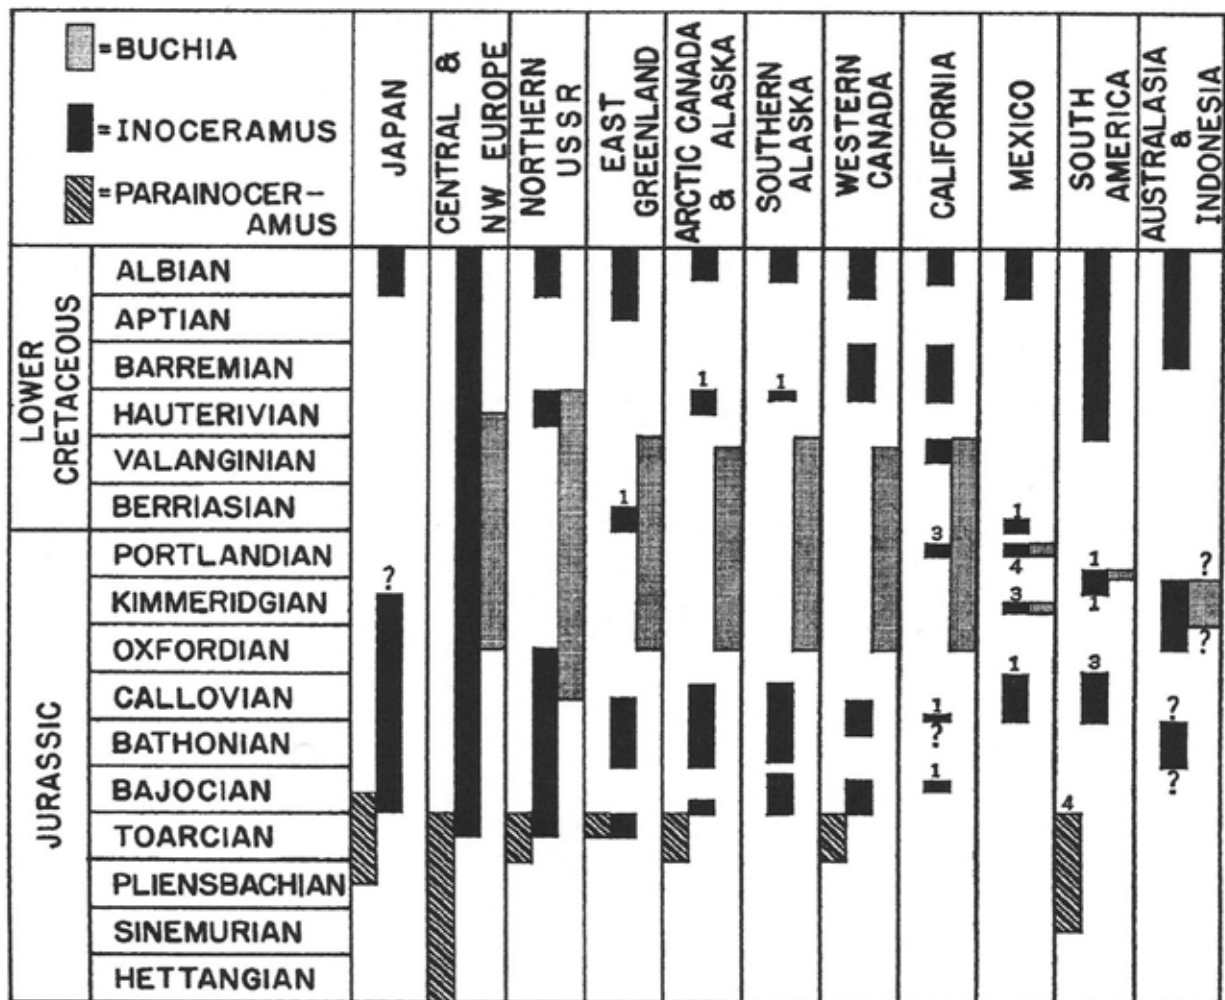 =BUCHIA
=INOCERAMUS
=PARAINOCER-
AMUS
JAPAN
CENTRAL &
NW EUROPE
NORTHERN
USSR
EAST
GREENLAND
ARCTIC CANADA
& ALASKA
SOUTHERN
ALASKA
WESTERN
CANADA
CALIFORNIA
MEXICO
SOUTH
AMERICA
AUSTRALASIA
&
INDONESIA
LOWER
CRETACEOUS
ALBIAN
APTIAN
BARREMIAN
1 1
HAUTERIVIAN
VALANGINIAN
BERRIASIAN
1
1
JURASSIC
PORTLANDIAN
3
4 1 ?
?
KIMMERIDGIAN
3 1
OXFORDIAN
?
1 3
CALLOVIAN
1 ?
BATHONIAN
?
BAJOCIAN
1 ?
4
TOARCIAN
PLIENSBACHIAN
SINEMURIAN
HETTANGIAN